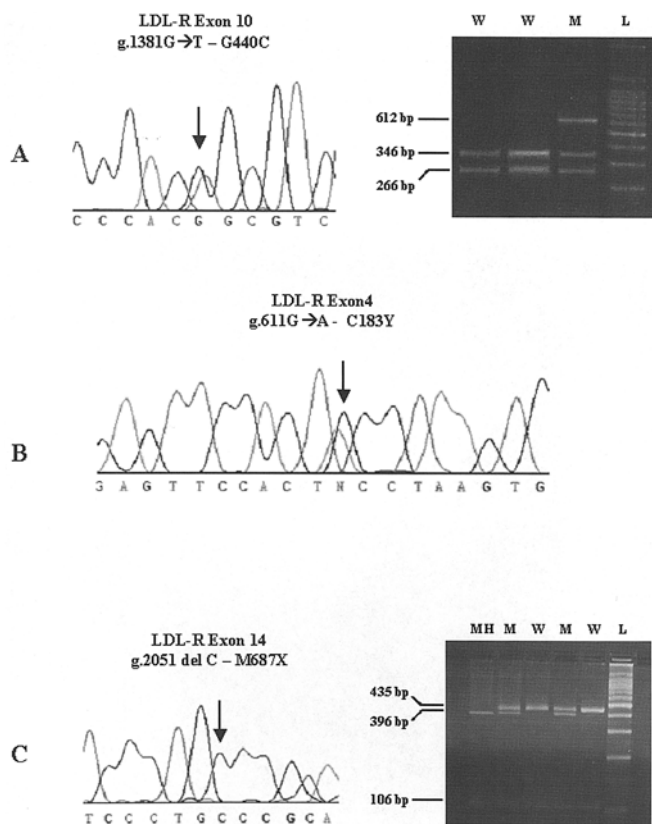 LDL-R Exon 10
g.1381G→T – G440C
W W M L
612 bp
346 bp
266 bp
A
C C C A C G G C G T C
LDL-R Exon4
g.611G→A - C183Y
B
G A G T T C C A C T N C C T A A G T G
LDL-R Exon 14
g.2051 del C – M687X
MH M W M W L
435 bp
396 bp
106 bp
C
T C C C T G C C C G C A